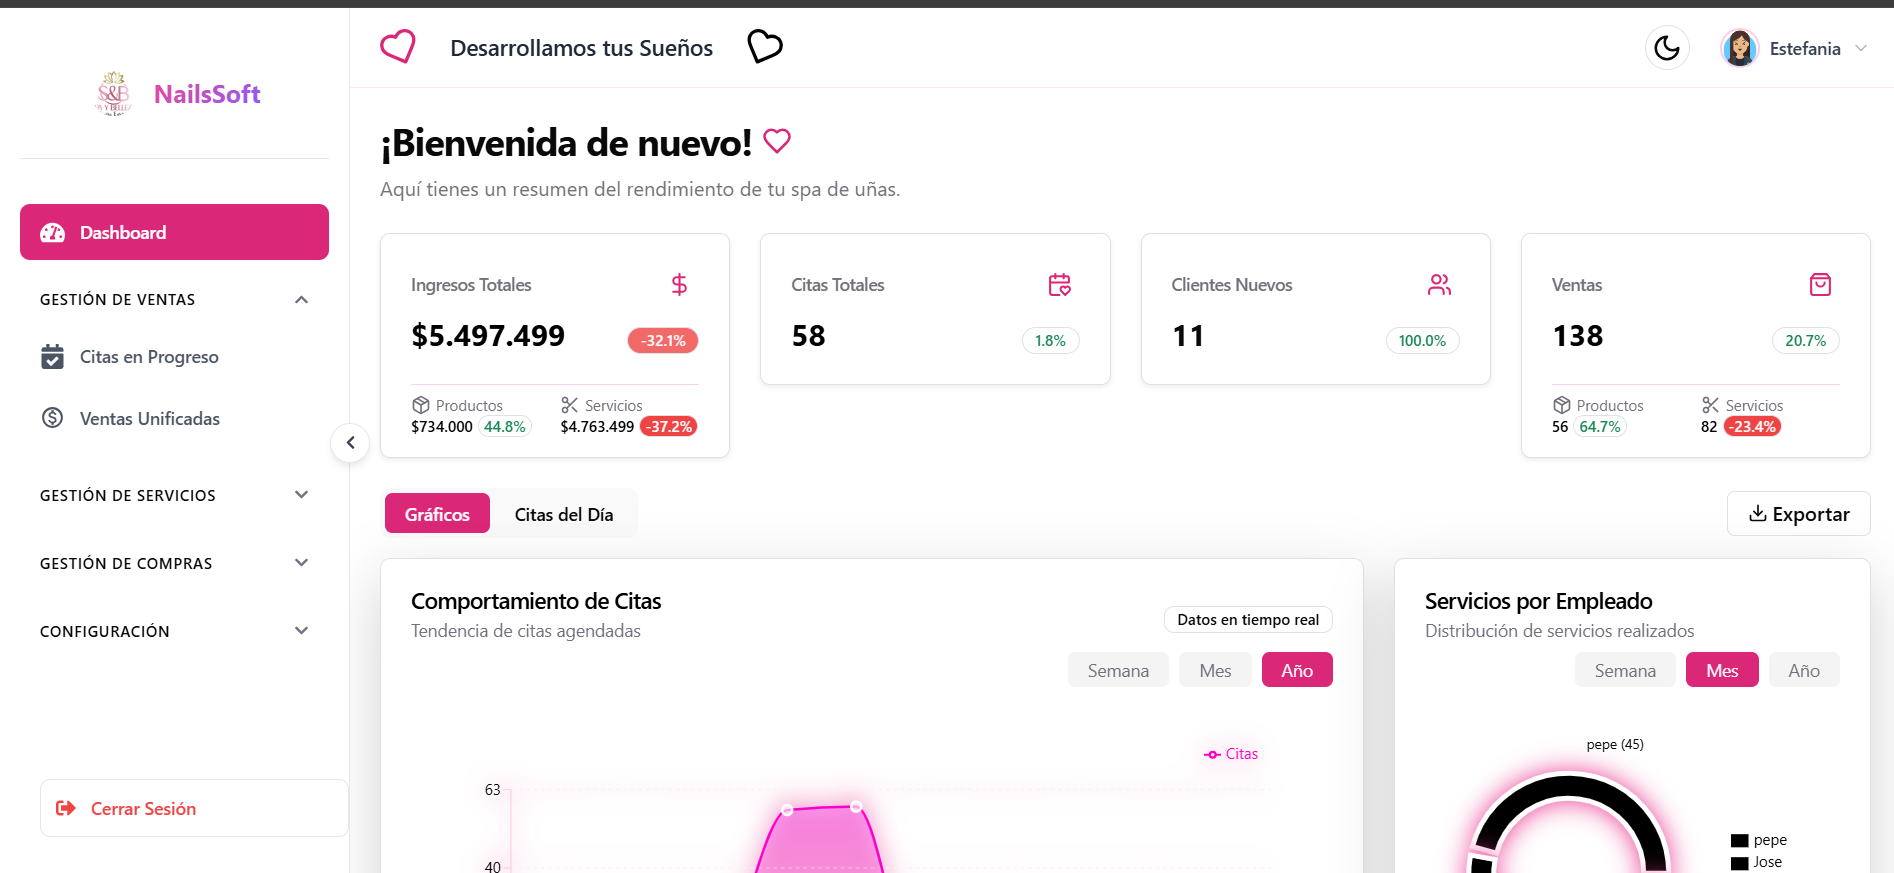 Desarrollamos tus Sueños
Estefania
S&B
NailsSoft
¡Bienvenida de nuevo!
Aquí tienes un resumen del rendimiento de tu spa de uñas.
Dashboard
GESTIÓN DE VENTAS
Citas en Progreso
Ventas Unificadas
GESTIÓN DE SERVICIOS
GESTIÓN DE COMPRAS
CONFIGURACIÓN
Cerrar Sesión
Ingresos Totales
$5.497.499
-32.1%
Productos
$734.000 44.8%
Servicios
$4.763.499 -37.2%
Citas Totales
58
1.8%
Clientes Nuevos
11
100.0%
Ventas
138
20.7%
Productos
56 64.7%
Servicios
82 -23.4%
Gráficos
Citas del Día
Exportar
Comportamiento de Citas
Tendencia de citas agendadas
Datos en tiempo real
Semana
Mes
Año
Citas
63
40
Servicios por Empleado
Distribución de servicios realizados
Semana
Mes
Año
pepe (45)
pepe
Jose